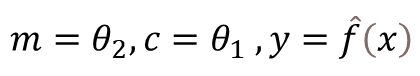 m = θ₂, c = θ₁ , y = f̂(x)